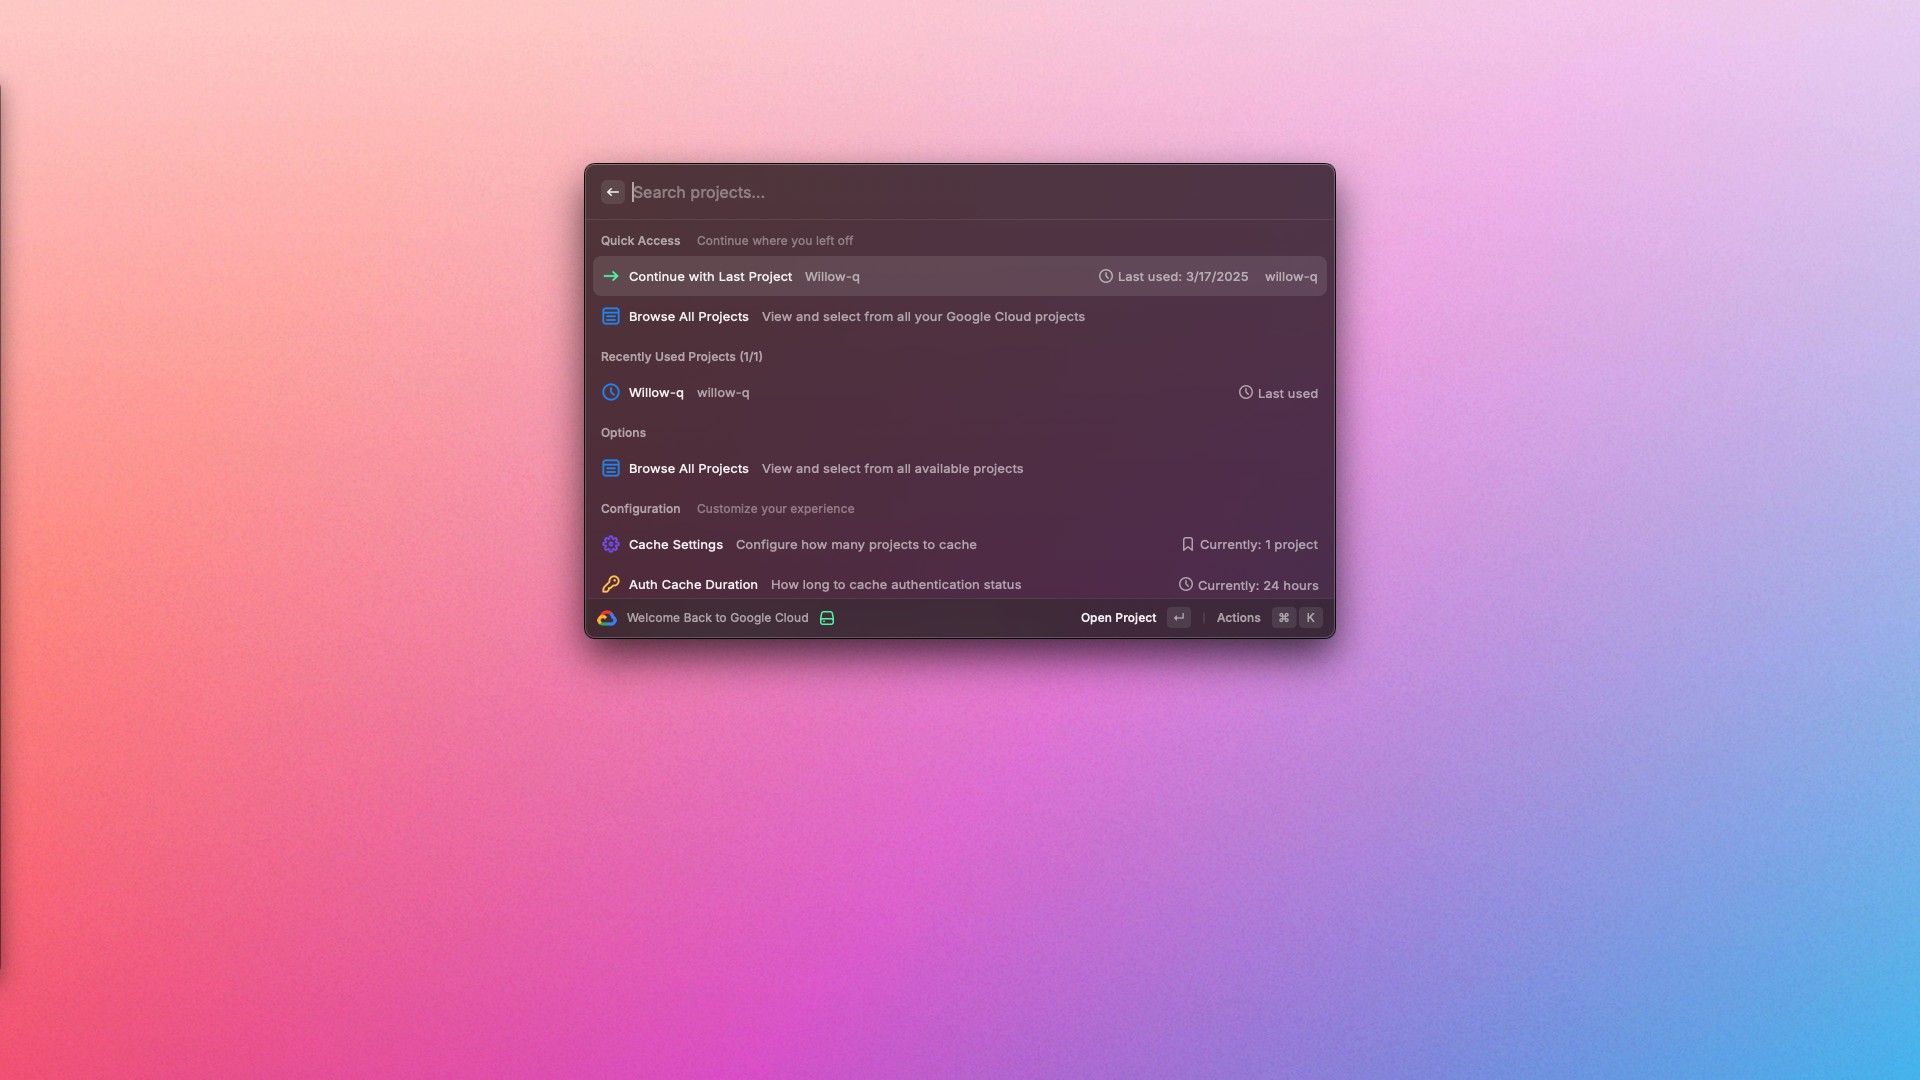 Search projects...
Quick Access Continue where you left off
Continue with Last Project Willow-q Last used: 3/17/2025 willow-q
Browse All Projects View and select from all your Google Cloud projects
Recently Used Projects (1/1)
Willow-q willow-q Last used
Options
Browse All Projects View and select from all available projects
Configuration Customize your experience
Cache Settings Configure how many projects to cache Currently: 1 project
Auth Cache Duration How long to cache authentication status Currently: 24 hours
Welcome Back to Google Cloud Open Project ↵ | Actions ⌘ K